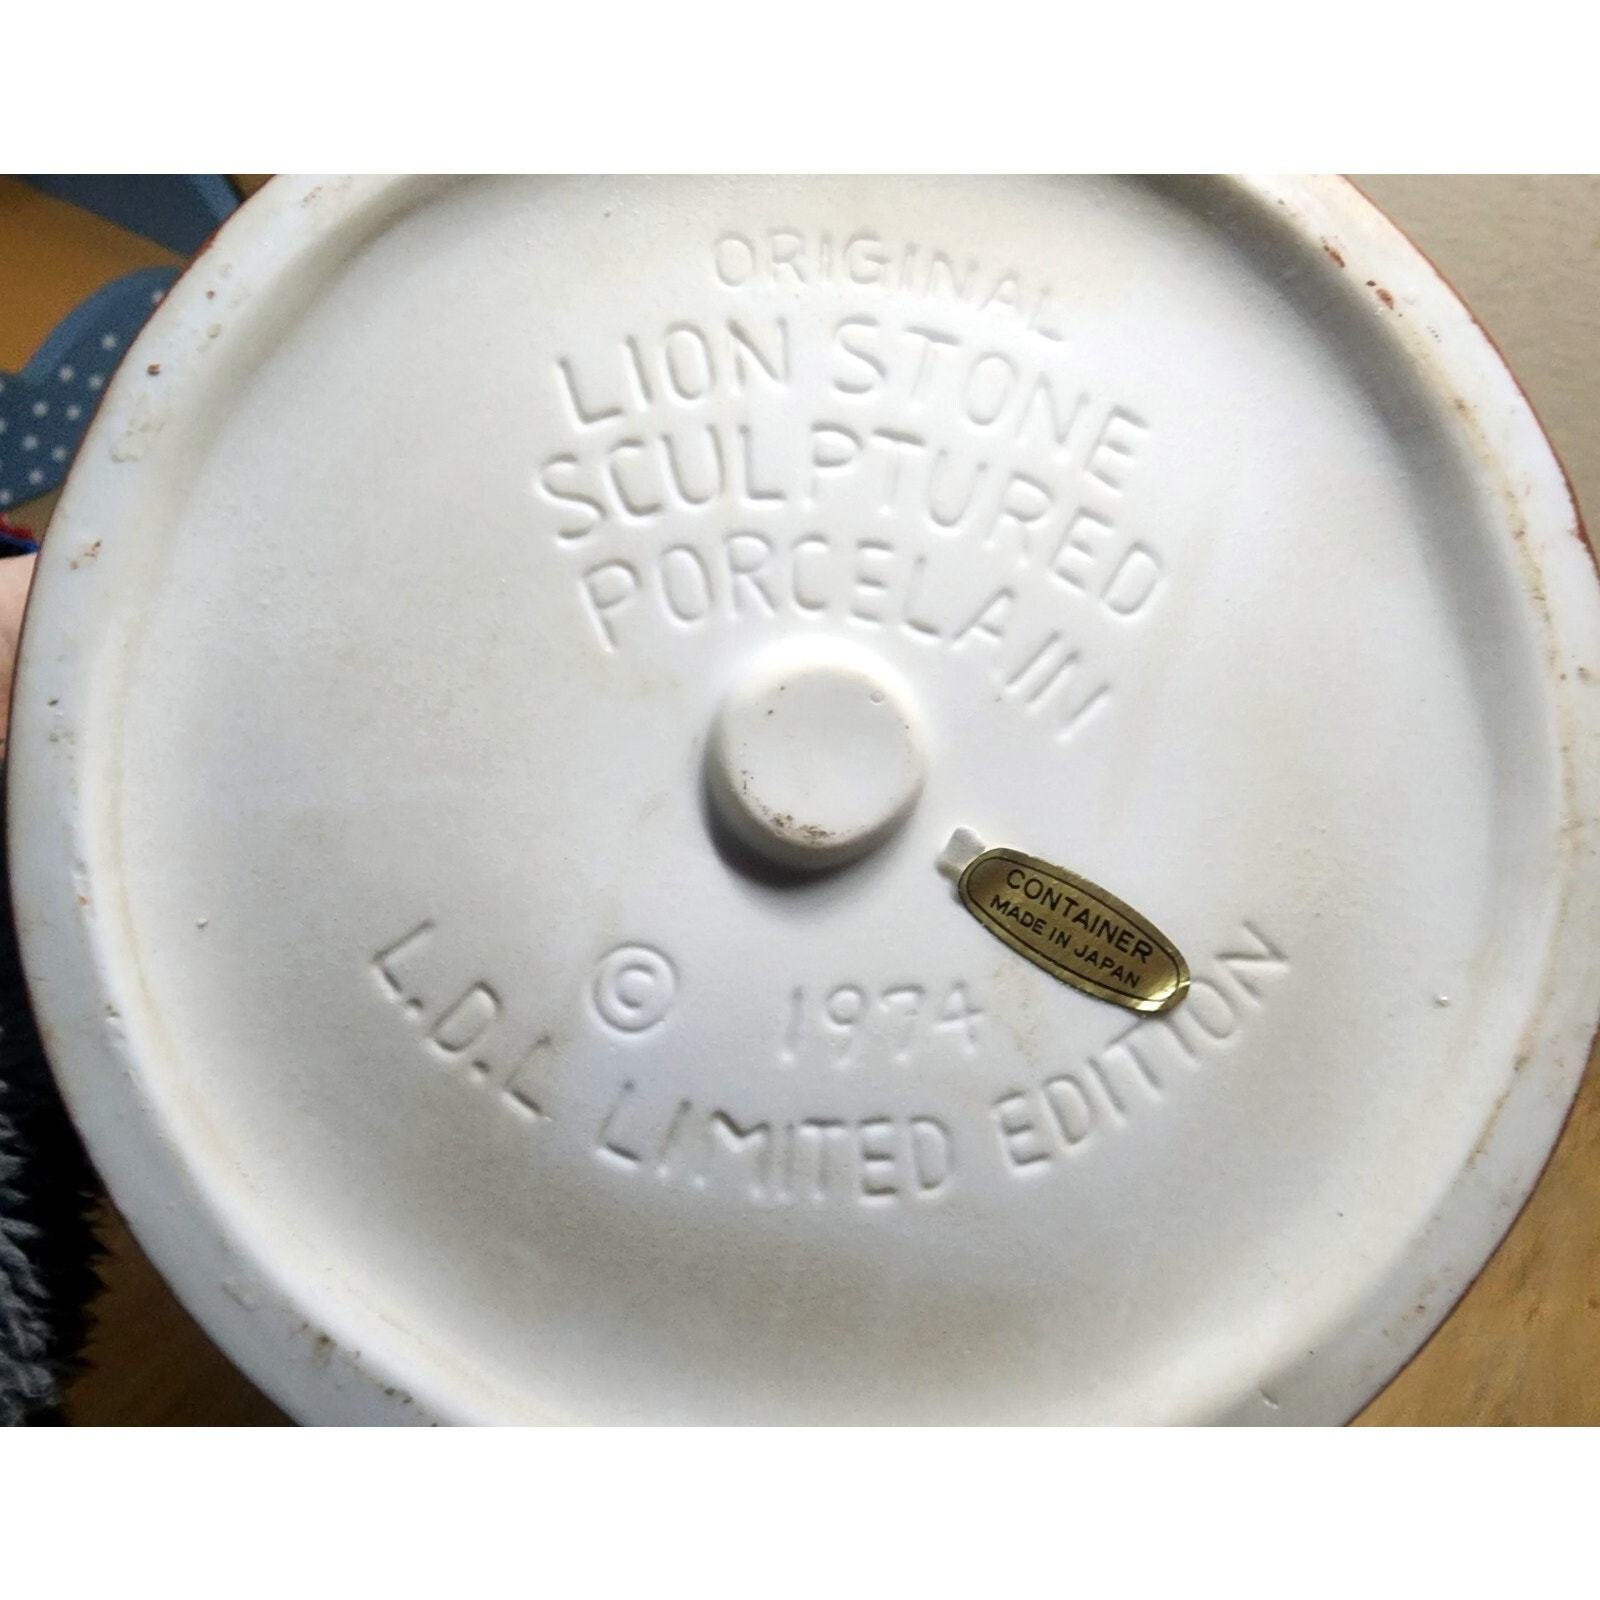 ORIGINAL
LION STONE
SCULPTURED
PORCELAIN
CONTAINER
MADE IN JAPAN
© 1974
L.D.L LIMITED EDITION